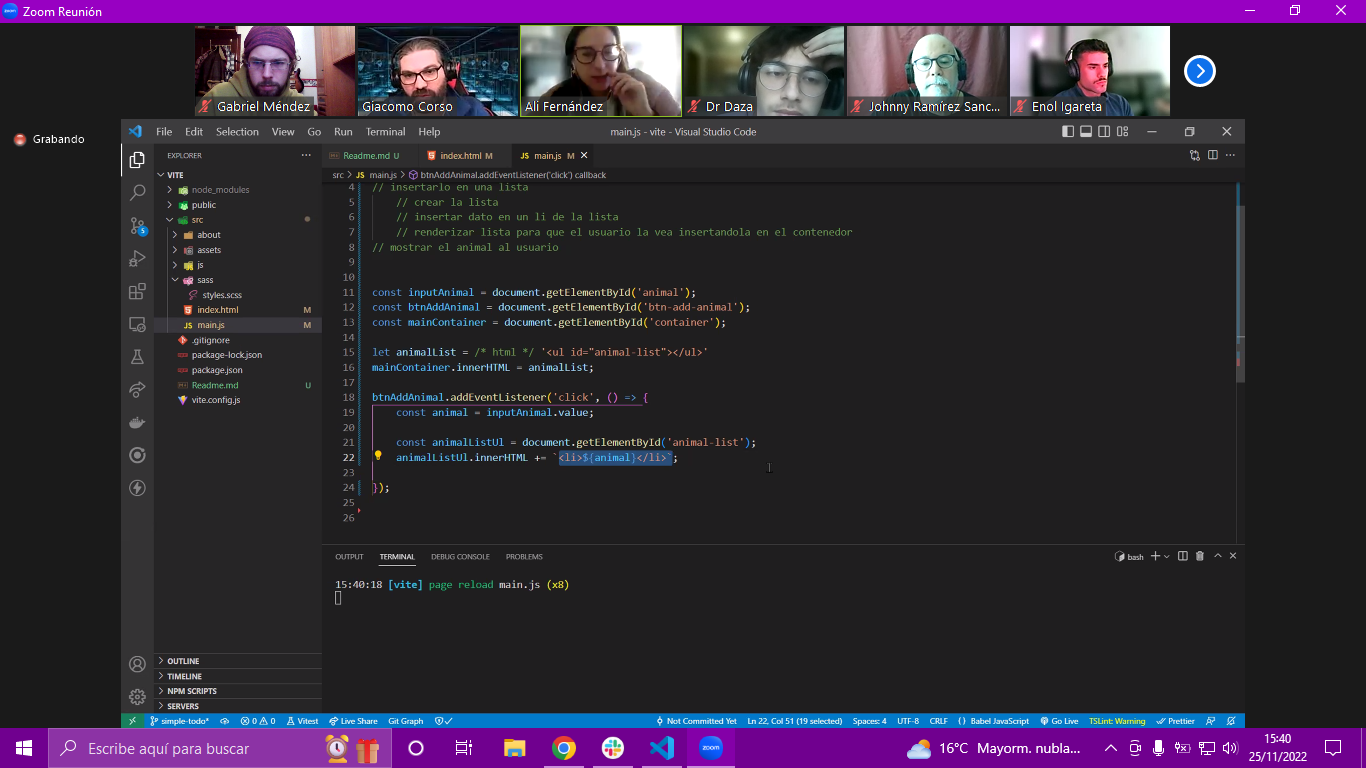 Zoom Reunión
Gabriel Méndez
Giacomo Corso
Ali Fernández
Dr Daza
Johnny Ramírez Sanc...
Enol Igareta
Grabando
File Edit Selection View Go Run Terminal Help
main.js - vite - Visual Studio Code
EXPLORER
VITE
node_modules
public
src
about
assets
js
sass
styles.scss
index.html M
main.js M
.gitignore
package-lock.json
package.json
Readme.md U
vite.config.js
OUTLINE
TIMELINE
NPM SCRIPTS
SERVERS
5
Readme.md U index.html M JS main.js M
src > JS main.js > btnAddAnimal.addEventListener('click') callback
4 // insertarlo en una lista
5 // crear la lista
6 // insertar dato en un li de la lista
7 // renderizar lista para que el usuario la vea insertandola en el contenedor
8 // mostrar el animal al usuario
9
10
11 const inputAnimal = document.getElementById('animal');
12 const btnAddAnimal = document.getElementById('btn-add-animal');
13 const mainContainer = document.getElementById('container');
14
15 let animalList = /* html */ '<ul id="animal-list"></ul>'
16 mainContainer.innerHTML = animalList;
17
18 btnAddAnimal.addEventListener('click', () => {
19 const animal = inputAnimal.value;
20
21 const animalListUl = document.getElementById('animal-list');
22 animalListUl.innerHTML += `<li>${animal}</li>`;
23
24 });
25
26
OUTPUT TERMINAL DEBUG CONSOLE PROBLEMS
bash
15:40:18 [vite] page reload main.js (x8)
simple-todo* 0 0 Vitest Live Share Git Graph
Not Committed Yet Ln 22, Col 51 (19 selected) Spaces: 4 UTF-8 CRLF {} Babel JavaScript Go Live TSLint: Warning Prettier
Escribe aquí para buscar
zoom
16°C Mayorm. nubla...
15:40
25/11/2022